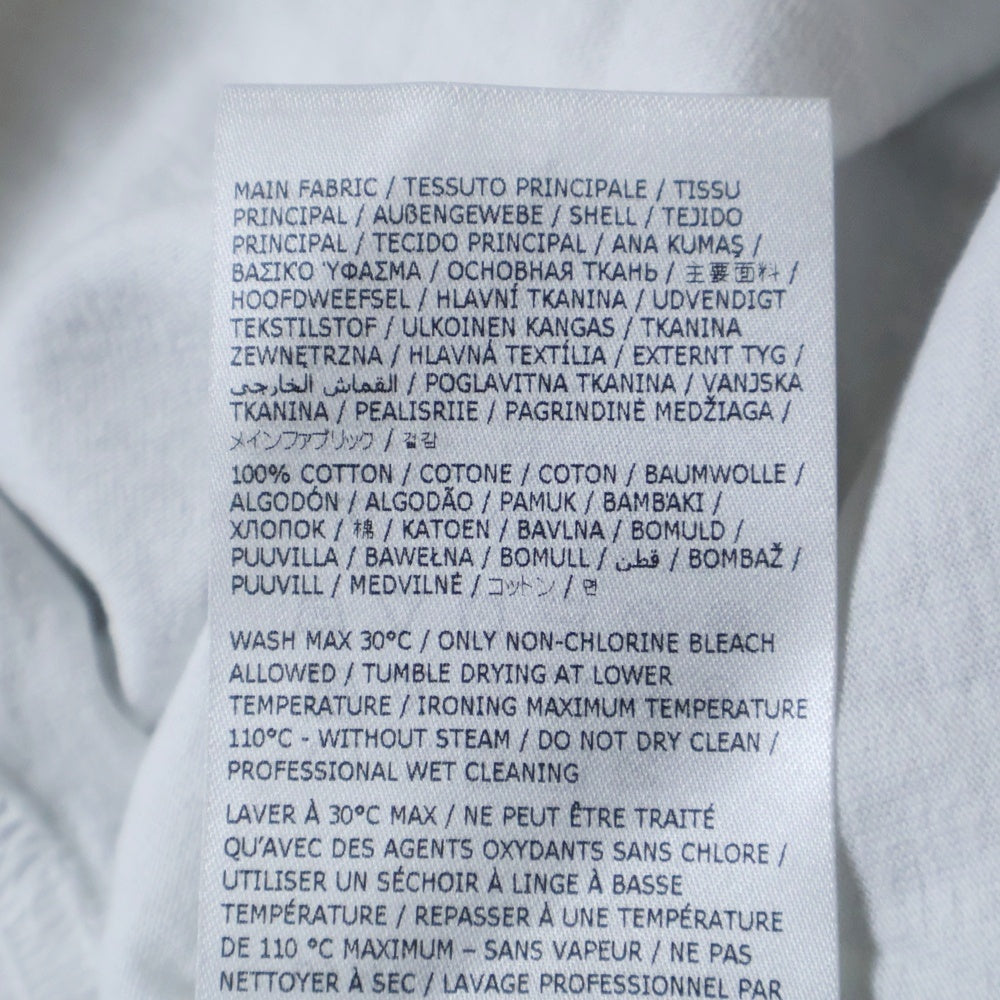 MAIN FABRIC / TESSUTO PRINCIPALE / TISSU
PRINCIPAL / AUßENGEWEBE / SHELL / TEJIDO
PRINCIPAL / TECIDO PRINCIPAL / ANA KUMAŞ /
ΒΑΣΙΚΟ ΎΦΑΣΜΑ / ОСНОВНАЯ ТКАНЬ / 主要面料 /
HOOFDWEEFSEL / HLAVNÍ TKANINA / UDVENDIGT
TEKSTILSTOF / ULKOINEN KANGAS / TKANINA
ZEWNĘTRZNA / HLAVNÁ TEXTÍLIA / EXTERNT TYG /
القماش الخارجي / POGLAVITNA TKANINA / VANJSKA
TKANINA / PEALISRIIE / PAGRINDINĖ MEDŽIAGA /
メインファブリック / 겉감
100% COTTON / COTONE / COTON / BAUMWOLLE /
ALGODÓN / ALGODÃO / PAMUK / ΒΑΜΒΆΚΙ /
ХЛОПОК / 棉 / KATOEN / BAVLNA / BOMULD /
PUUVILLA / BAWEŁNA / BOMULL / قطن / BOMBAŽ /
PUUVILL / MEDVILNĖ / コットン / 면
WASH MAX 30°C / ONLY NON-CHLORINE BLEACH
ALLOWED / TUMBLE DRYING AT LOWER
TEMPERATURE / IRONING MAXIMUM TEMPERATURE
110°C - WITHOUT STEAM / DO NOT DRY CLEAN /
PROFESSIONAL WET CLEANING
LAVER À 30°C MAX / NE PEUT ÊTRE TRAITÉ
QU'AVEC DES AGENTS OXYDANTS SANS CHLORE /
UTILISER UN SÉCHOIR À LINGE À BASSE
TEMPÉRATURE / REPASSER À UNE TEMPÉRATURE
DE 110 °C MAXIMUM – SANS VAPEUR / NE PAS
NETTOYER À SEC / LAVAGE PROFESSIONNEL PAR